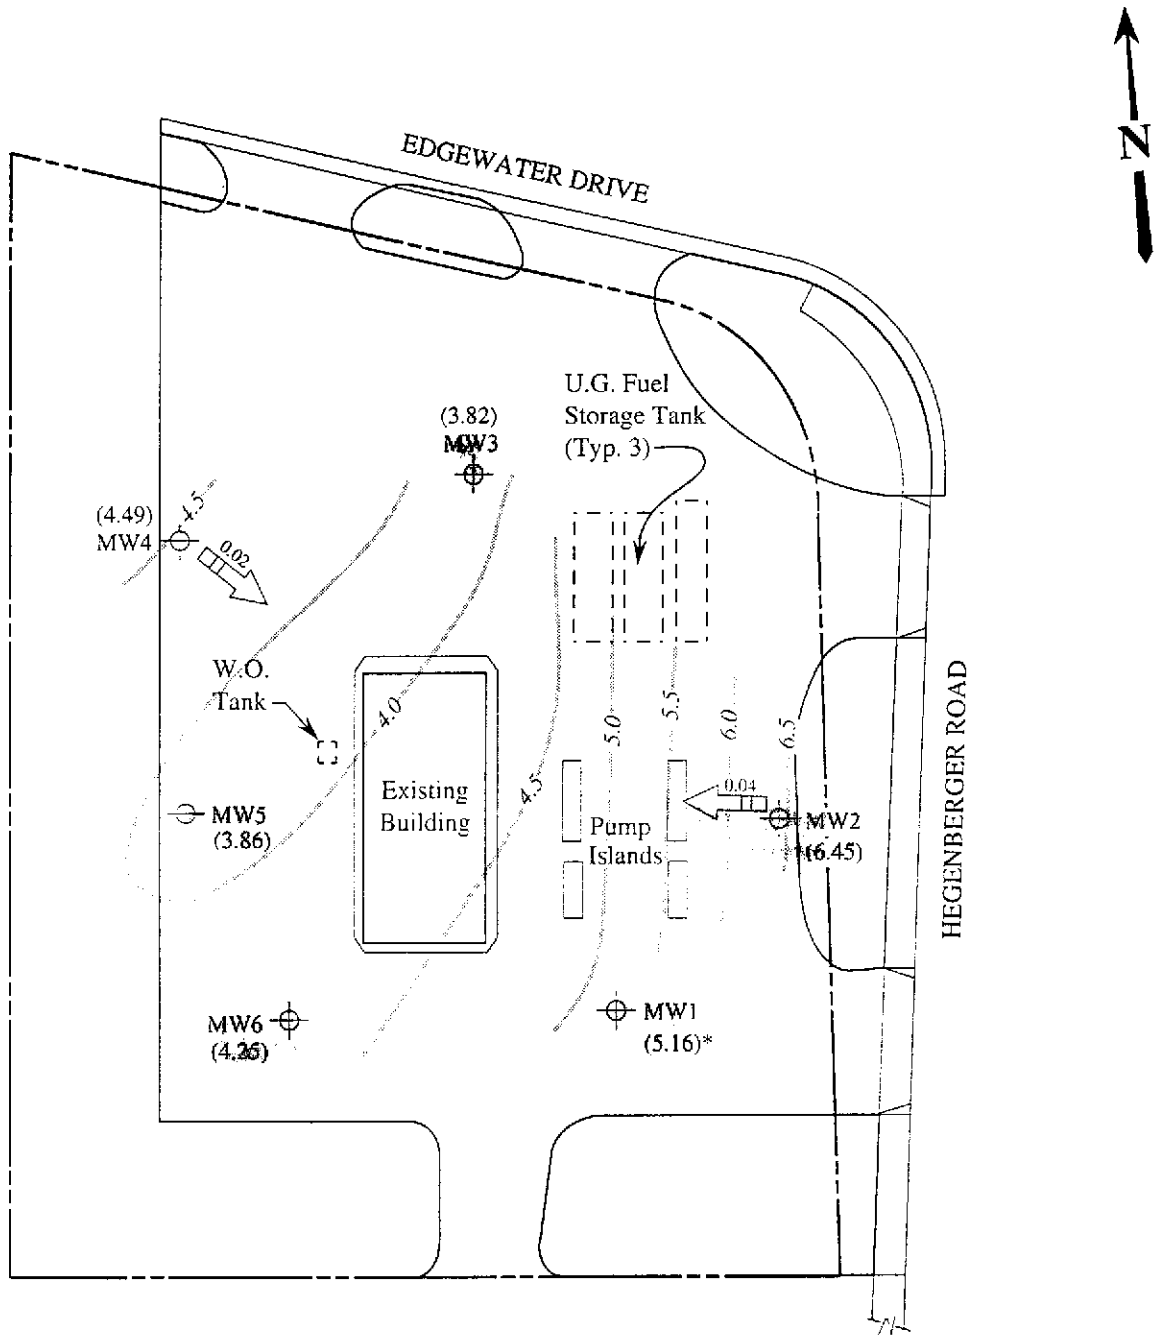 N
EDGEWATER DRIVE
U.G. Fuel
Storage Tank
(Typ. 3)
(3.82)
MW3
4.5
(4.49)
MW4
0.02
W.O.
Tank
4.0
5.0
5.5
6.0
6.5
4.5
0.04
Existing
Building
Pump
Islands
MW5
(3.86)
MW2
(6.45)
HEGENBERGER ROAD
MW6
MW1
(5.16)*